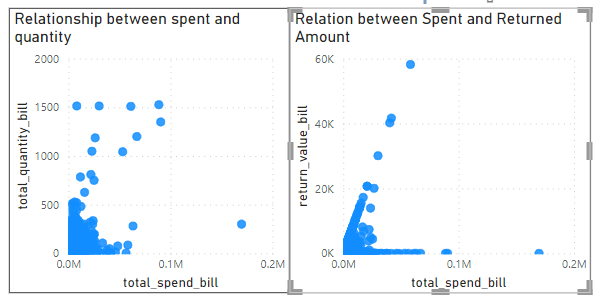 Relationship between spent and
quantity
2000
1500
1000
500
0
total_quantity_bill
0.0M
0.1M
0.2M
total_spend_bill
Relation between Spent and Returned
Amount
60K
40K
20K
0K
return_value_bill
0.0M
0.1M
0.2M
total_spend_bill